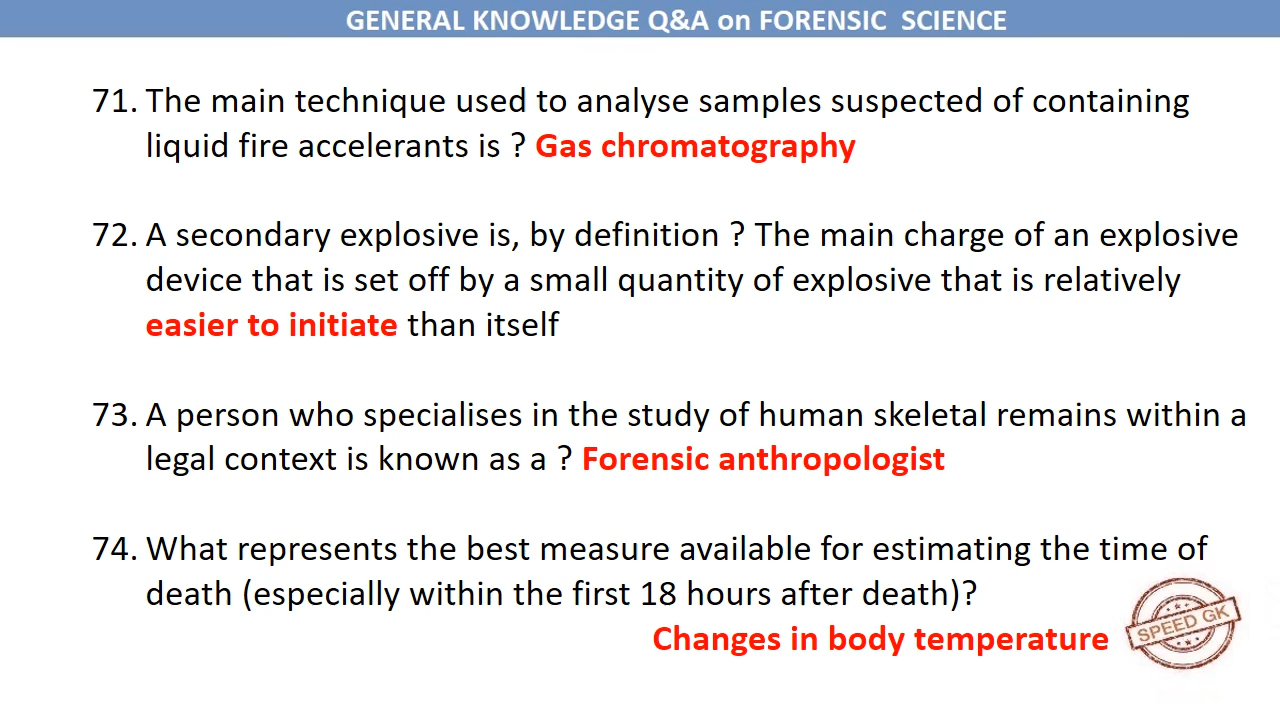 GENERAL KNOWLEDGE Q&A on FORENSIC SCIENCE
71. The main technique used to analyse samples suspected of containing
liquid fire accelerants is ? Gas chromatography
72. A secondary explosive is, by definition ? The main charge of an explosive
device that is set off by a small quantity of explosive that is relatively
easier to initiate than itself
73. A person who specialises in the study of human skeletal remains within a
legal context is known as a ? Forensic anthropologist
74. What represents the best measure available for estimating the time of
death (especially within the first 18 hours after death)?
Changes in body temperature
SPEED GK